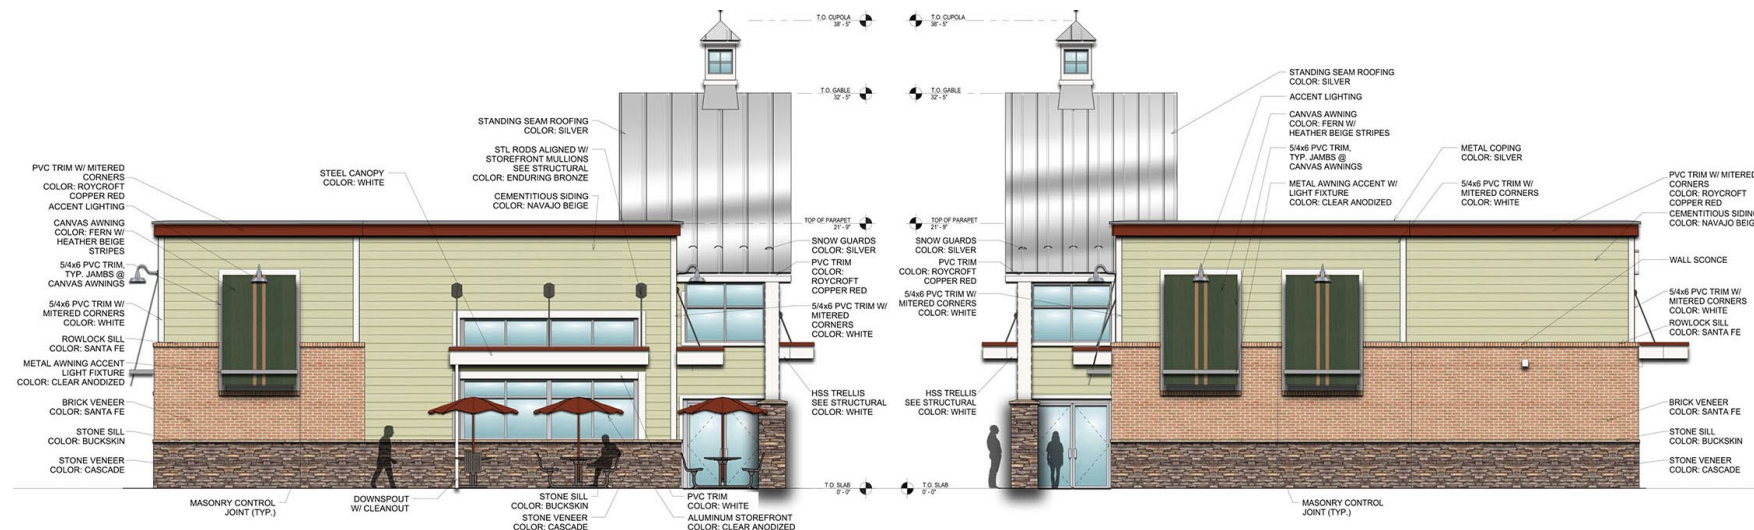 PVC TRIM W/ MITERED
CORNERS
COLOR: ROYCROFT
COPPER RED
ACCENT LIGHTING
CANVAS AWNING
COLOR: FERN W/
HEATHER BEIGE
STRIPES
5/4x6 PVC TRIM,
TYP. JAMBS @
CANVAS AWNINGS
5/4x6 PVC TRIM W/
MITERED CORNERS
COLOR: WHITE
ROWLOCK SILL
COLOR: SANTA FE
METAL AWNING ACCENT
LIGHT FIXTURE
COLOR: CLEAR ANODIZED
BRICK VENEER
COLOR: SANTA FE
STONE SILL
COLOR: BUCKSKIN
STONE VENEER
COLOR: CASCADE
MASONRY CONTROL
JOINT (TYP.)
STEEL CANOPY
COLOR: WHITE
DOWNSPOUT
W/ CLEANOUT
STANDING SEAM ROOFING
COLOR: SILVER
STL RODS ALIGNED W/
STOREFRONT MULLIONS
SEE STRUCTURAL
COLOR: ENDURING BRONZE
CEMENTITIOUS SIDING
COLOR: NAVAJO BEIGE
STONE SILL
COLOR: BUCKSKIN
STONE VENEER
COLOR: CASCADE
PVC TRIM
COLOR: WHITE
ALUMINUM STOREFRONT
COLOR: CLEAR ANODIZED
T.O. CUPOLA
38' - 5"
T.O. GABLE
32' - 5"
TOP OF PARAPET
21' - 9"
SNOW GUARDS
COLOR: SILVER
PVC TRIM
COLOR:
ROYCROFT
COPPER RED
5/4x6 PVC TRIM W/
MITERED
CORNERS
COLOR: WHITE
HSS TRELLIS
SEE STRUCTURAL
COLOR: WHITE
T.O. SLAB
0' - 0"
T.O. CUPOLA
38' - 5"
T.O. GABLE
32' - 5"
TOP OF PARAPET
21' - 9"
SNOW GUARDS
COLOR: SILVER
PVC TRIM
COLOR: ROYCROFT
COPPER RED
5/4x6 PVC TRIM W/
MITERED CORNERS
COLOR: WHITE
HSS TRELLIS
SEE STRUCTURAL
COLOR: WHITE
T.O. SLAB
0' - 0"
STANDING SEAM ROOFING
COLOR: SILVER
ACCENT LIGHTING
CANVAS AWNING
COLOR: FERN W/
HEATHER BEIGE STRIPES
5/4x6 PVC TRIM,
TYP. JAMBS @
CANVAS AWNINGS
METAL AWNING ACCENT W/
LIGHT FIXTURE
COLOR: CLEAR ANODIZED
METAL COPING
COLOR: SILVER
5/4x6 PVC TRIM W/
MITERED CORNERS
COLOR: WHITE
PVC TRIM W/ MITERED
CORNERS
COLOR: ROYCROFT
COPPER RED
CEMENTITIOUS SIDING
COLOR: NAVAJO BEIG
WALL SCONCE
5/4x6 PVC TRIM W/
MITERED CORNERS
COLOR: WHITE
ROWLOCK SILL
COLOR: SANTA FE
BRICK VENEER
COLOR: SANTA FE
STONE SILL
COLOR: BUCKSKIN
STONE VENEER
COLOR: CASCADE
MASONRY CONTROL
JOINT (TYP.)